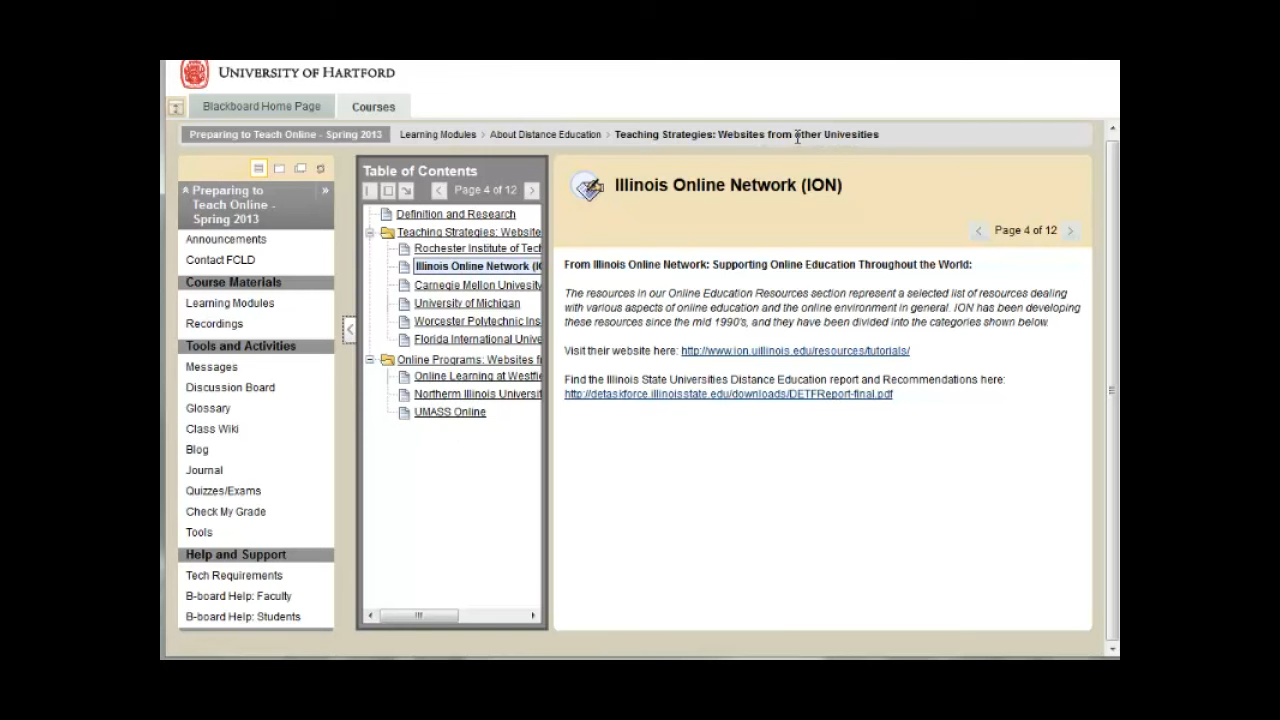 UNIVERSITY OF HARTFORD
Blackboard Home Page
Courses
Preparing to Teach Online - Spring 2013
Learning Modules > About Distance Education > Teaching Strategies: Websites from other Univesities
Preparing to
Teach Online -
Spring 2013
Announcements
Contact FCLD
Course Materials
Learning Modules
Recordings
Tools and Activities
Messages
Discussion Board
Glossary
Class Wiki
Blog
Journal
Quizzes/Exams
Check My Grade
Tools
Help and Support
Tech Requirements
B-board Help: Faculty
B-board Help: Students
Table of Contents
Page 4 of 12
Definition and Research
Teaching Strategies: Website
Rochester Institute of Tech
Illinois Online Network (IO
Carnegie Mellon Univesity
University of Michigan
Worcester Polytechnic Ins
Florida International Unive
Online Programs: Websites f
Online Learning at Westfie
Northern Illinois Universit
UMASS Online
Illinois Online Network (ION)
Page 4 of 12
From Illinois Online Network: Supporting Online Education Throughout the World:
The resources in our Online Education Resources section represent a selected list of resources dealing
with various aspects of online education and the online environment in general. ION has been developing
these resources since the mid 1990's, and they have been divided into the categories shown below.
Visit their website here: http://www.ion.uillinois.edu/resources/tutorials/
Find the Illinois State Universities Distance Education report and Recommendations here:
http://detaskforce.illinoisstate.edu/downloads/DETFReport-final.pdf